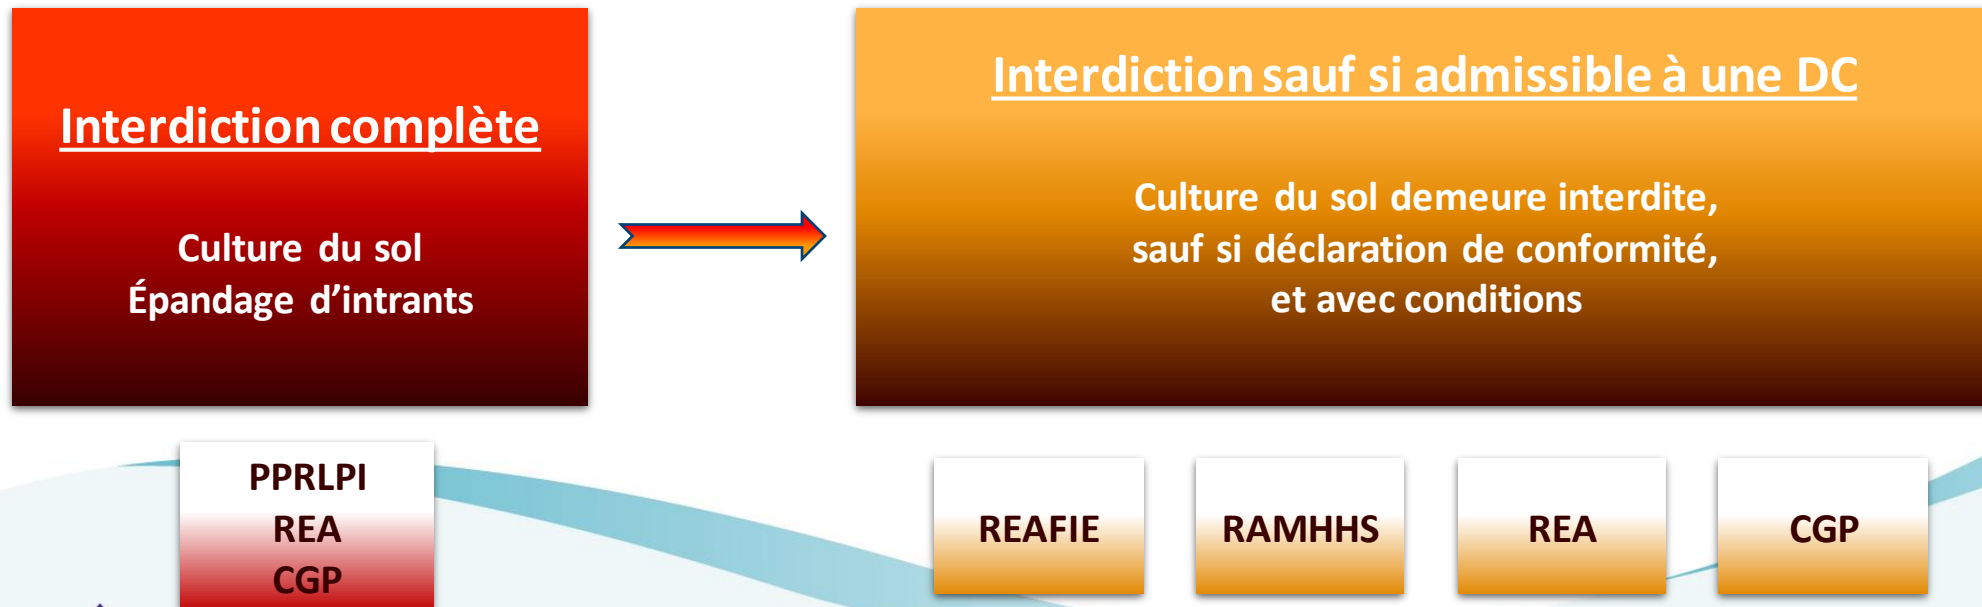 Interdiction complète
Culture du sol
Épandage d'intrants
Interdiction sauf si admissible à une DC
Culture du sol demeure interdite,
sauf si déclaration de conformité,
et avec conditions
PPRLPI
REA
CGP
REAFIE
RAMHHS
REA
CGP